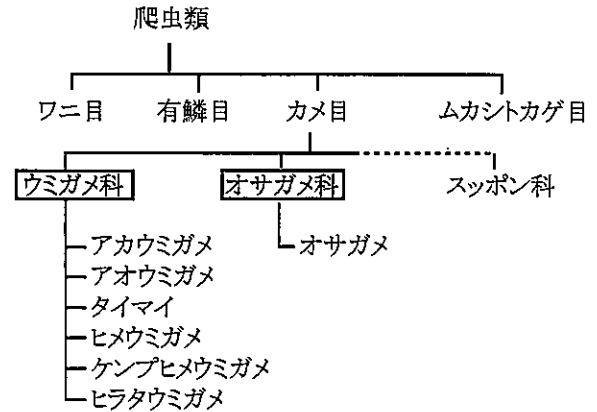 爬虫類
ワニ目 有鱗目 カメ目 ムカシトカゲ目
ウミガメ科 オサガメ科 スッポン科
アカウミガメ オサガメ
アオウミガメ
タイマイ
ヒメウミガメ
ケンプヒメウミガメ
ヒラタウミガメ